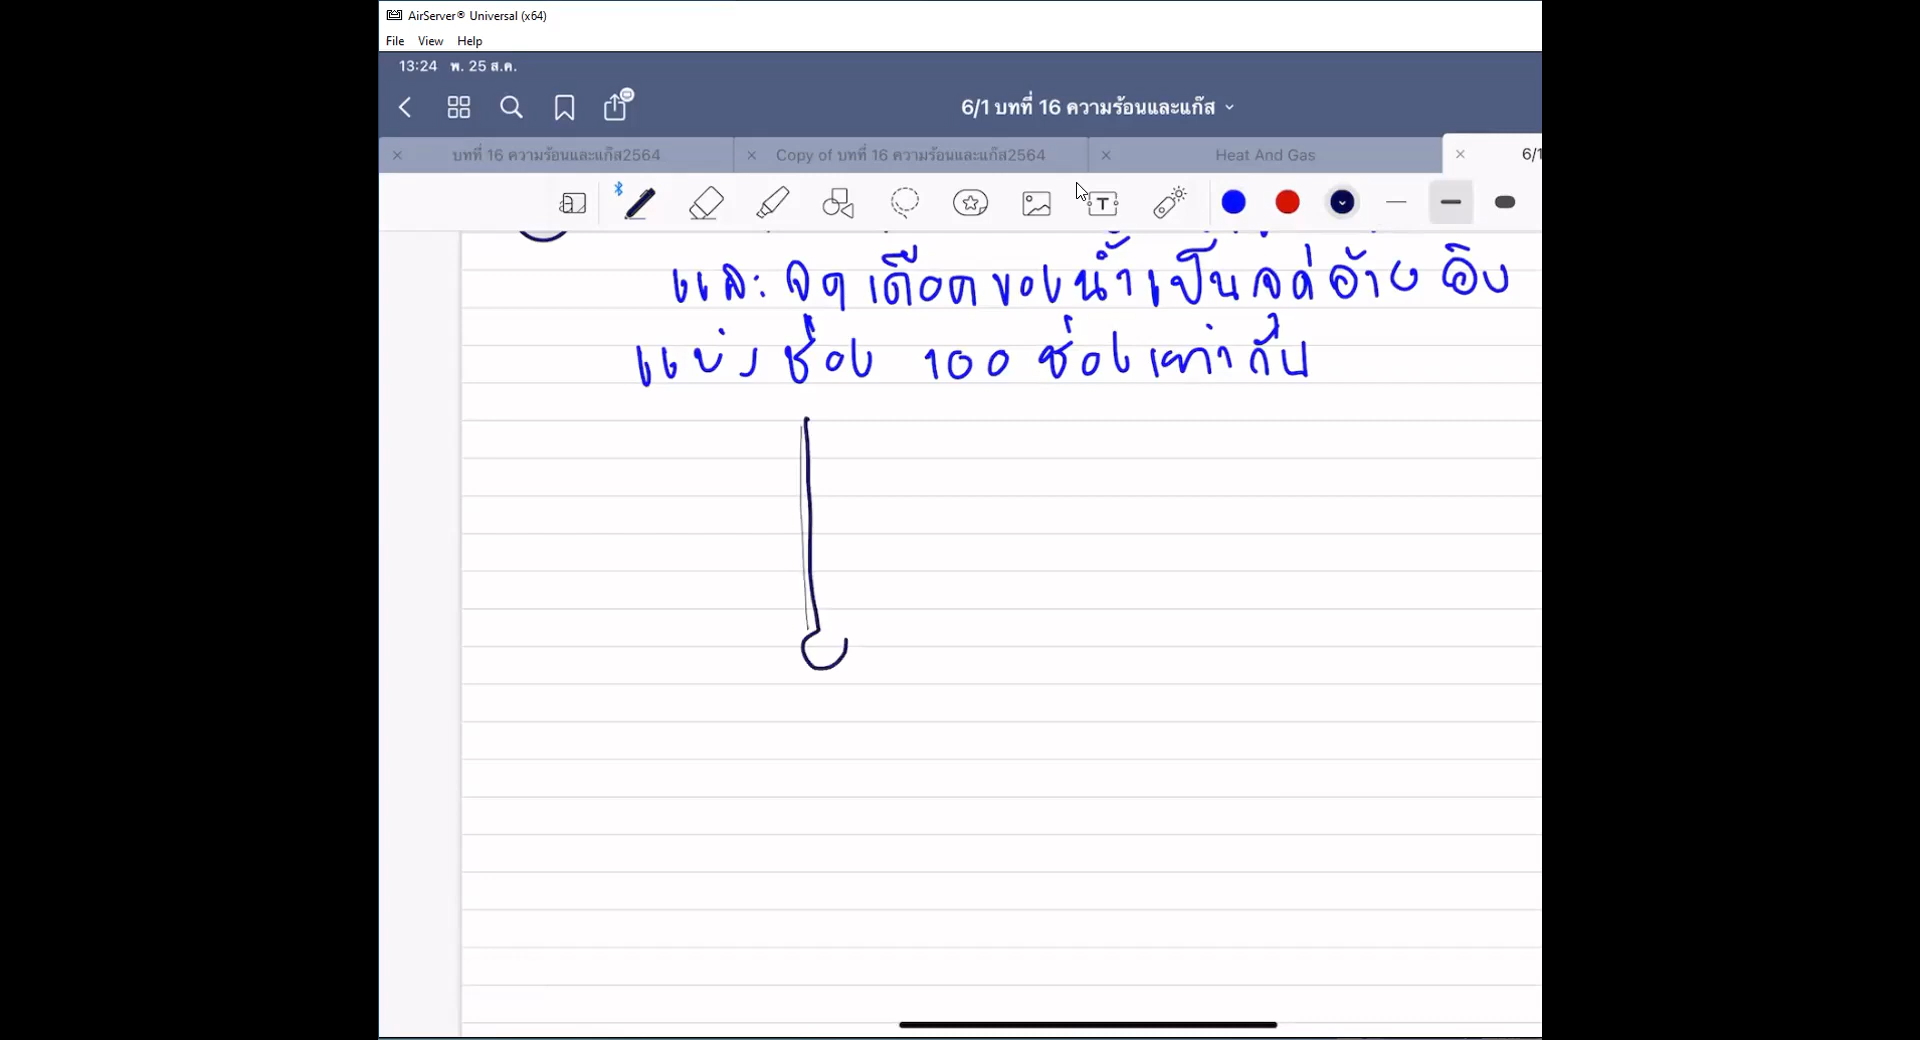 AirServer® Universal (x64)
File View Help
13:24 พ. 25 ส.ค.
6/1 บทที่ 16 ความร้อนและแก๊ส
บทที่ 16 ความร้อนและแก๊ส2564 Copy of บทที่ 16 ความร้อนและแก๊ส2564 Heat And Gas 6/1
และ จุดเดือดของน้ำเป็นจุดอ้างอิง
แบ่งช่อง 100 ช่องเท่ากัน